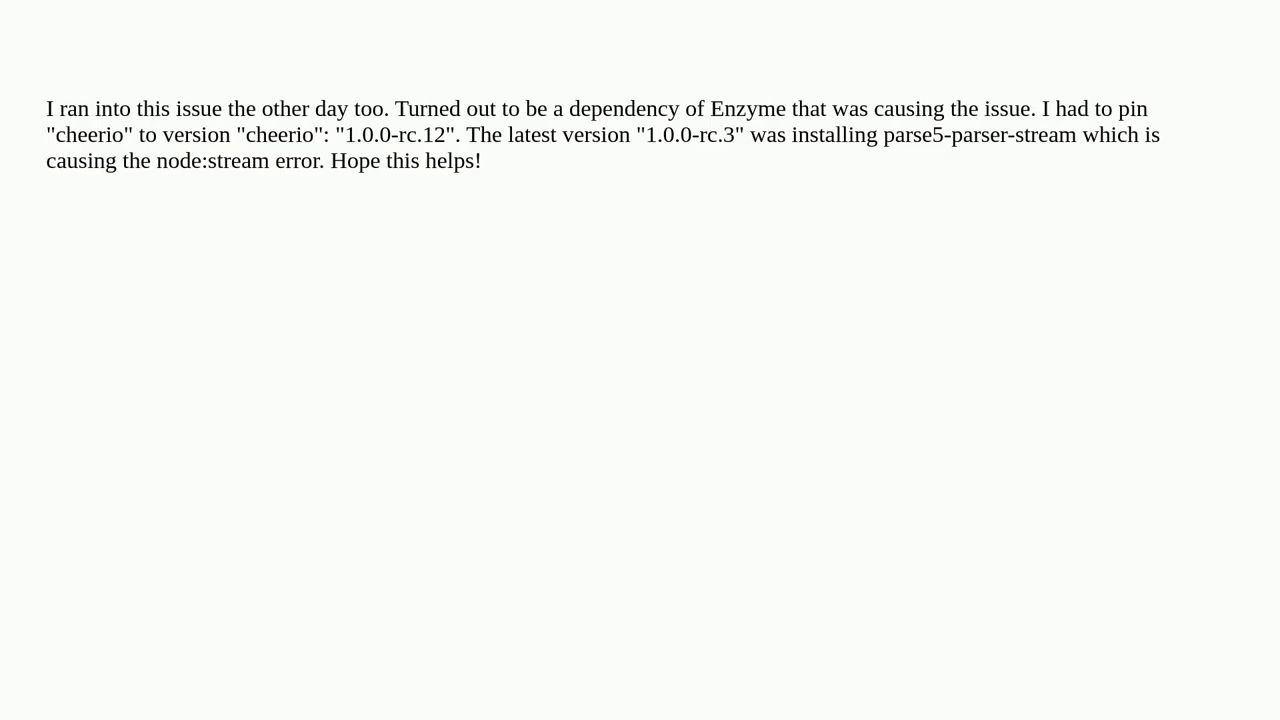 I ran into this issue the other day too. Turned out to be a dependency of Enzyme that was causing the issue. I had to pin
"cheerio" to version "cheerio": "1.0.0-rc.12". The latest version "1.0.0-rc.3" was installing parse5-parser-stream which is
causing the node:stream error. Hope this helps!